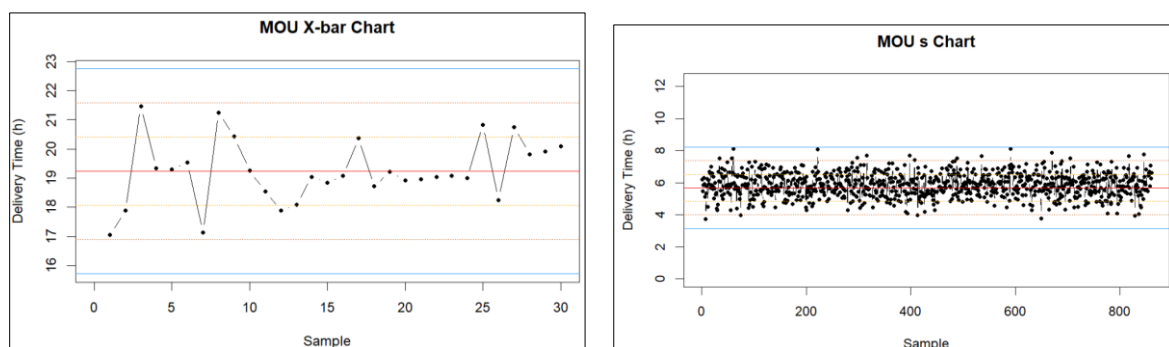 MOU X-bar Chart
Delivery Time (h)
23
22
21
20
19
18
17
16
0 5 10 15 20 25 30
Sample
MOU s Chart
Delivery Time (h)
12
10
8
6
4
2
0
0 200 400 600 800
Sample